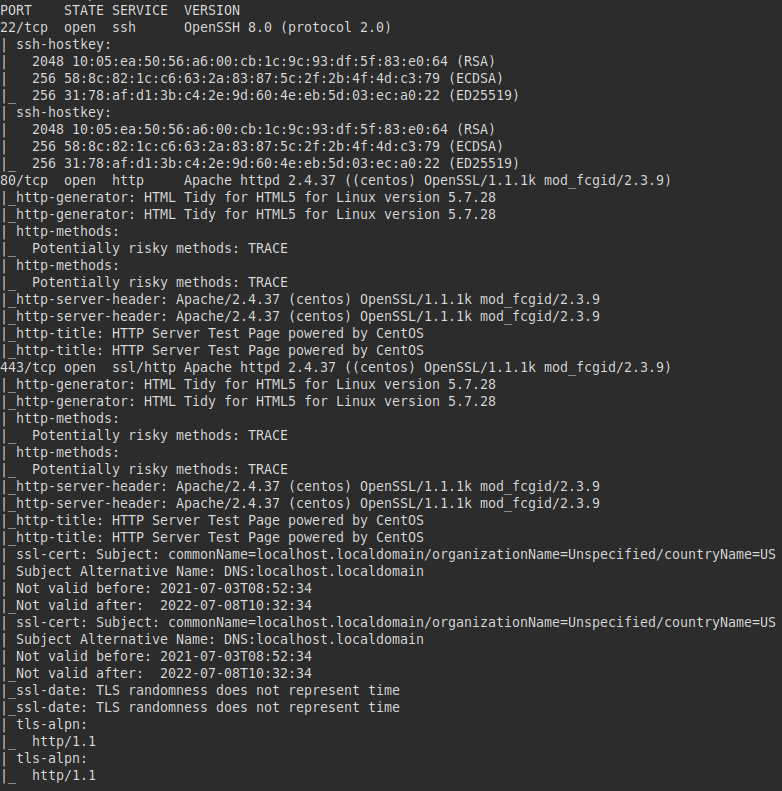 PORT    STATE SERVICE  VERSION
22/tcp  open  ssh      OpenSSH 8.0 (protocol 2.0)
| ssh-hostkey:
|   2048 10:05:ea:50:56:a6:00:cb:1c:9c:93:df:5f:83:e0:64 (RSA)
|   256 58:8c:82:1c:c6:63:2a:83:87:5c:2f:2b:4f:4d:c3:79 (ECDSA)
|_  256 31:78:af:d1:3b:c4:2e:9d:60:4e:eb:5d:03:ec:a0:22 (ED25519)
| ssh-hostkey:
|   2048 10:05:ea:50:56:a6:00:cb:1c:9c:93:df:5f:83:e0:64 (RSA)
|   256 58:8c:82:1c:c6:63:2a:83:87:5c:2f:2b:4f:4d:c3:79 (ECDSA)
|_  256 31:78:af:d1:3b:c4:2e:9d:60:4e:eb:5d:03:ec:a0:22 (ED25519)
80/tcp  open  http     Apache httpd 2.4.37 ((centos) OpenSSL/1.1.1k mod_fcgid/2.3.9)
|_http-generator: HTML Tidy for HTML5 for Linux version 5.7.28
|_http-generator: HTML Tidy for HTML5 for Linux version 5.7.28
| http-methods:
|_  Potentially risky methods: TRACE
| http-methods:
|_  Potentially risky methods: TRACE
|_http-server-header: Apache/2.4.37 (centos) OpenSSL/1.1.1k mod_fcgid/2.3.9
|_http-server-header: Apache/2.4.37 (centos) OpenSSL/1.1.1k mod_fcgid/2.3.9
|_http-title: HTTP Server Test Page powered by CentOS
|_http-title: HTTP Server Test Page powered by CentOS
443/tcp open  ssl/http Apache httpd 2.4.37 ((centos) OpenSSL/1.1.1k mod_fcgid/2.3.9)
|_http-generator: HTML Tidy for HTML5 for Linux version 5.7.28
|_http-generator: HTML Tidy for HTML5 for Linux version 5.7.28
| http-methods:
|_  Potentially risky methods: TRACE
| http-methods:
|_  Potentially risky methods: TRACE
|_http-server-header: Apache/2.4.37 (centos) OpenSSL/1.1.1k mod_fcgid/2.3.9
|_http-server-header: Apache/2.4.37 (centos) OpenSSL/1.1.1k mod_fcgid/2.3.9
|_http-title: HTTP Server Test Page powered by CentOS
|_http-title: HTTP Server Test Page powered by CentOS
| ssl-cert: Subject: commonName=localhost.localdomain/organizationName=Unspecified/countryName=US
| Subject Alternative Name: DNS:localhost.localdomain
| Not valid before: 2021-07-03T08:52:34
|_Not valid after:  2022-07-08T10:32:34
| ssl-cert: Subject: commonName=localhost.localdomain/organizationName=Unspecified/countryName=US
| Subject Alternative Name: DNS:localhost.localdomain
| Not valid before: 2021-07-03T08:52:34
|_Not valid after:  2022-07-08T10:32:34
|_ssl-date: TLS randomness does not represent time
|_ssl-date: TLS randomness does not represent time
| tls-alpn:
|_  http/1.1
| tls-alpn:
|_  http/1.1